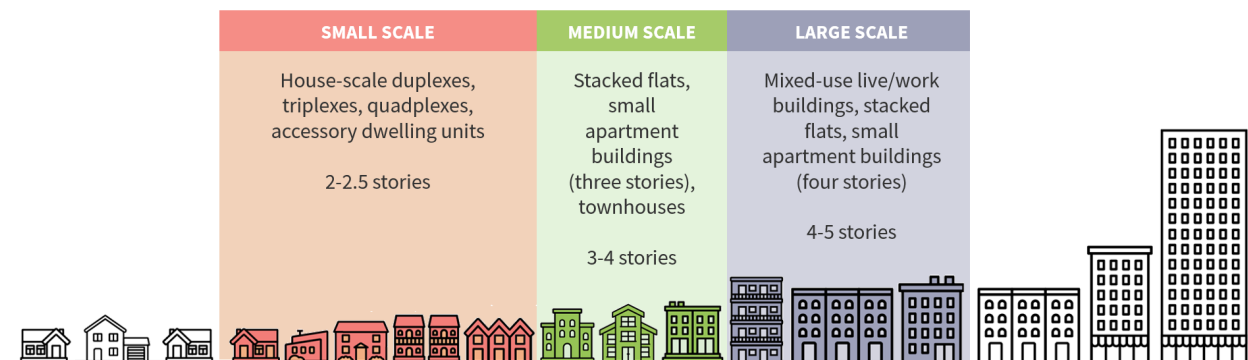 SMALL SCALE
House-scale duplexes,
triplexes, quadplexes,
accessory dwelling units
2-2.5 stories
MEDIUM SCALE
Stacked flats,
small
apartment
buildings
(three stories),
townhouses
3-4 stories
LARGE SCALE
Mixed-use live/work
buildings, stacked
flats, small
apartment buildings
(four stories)
4-5 stories